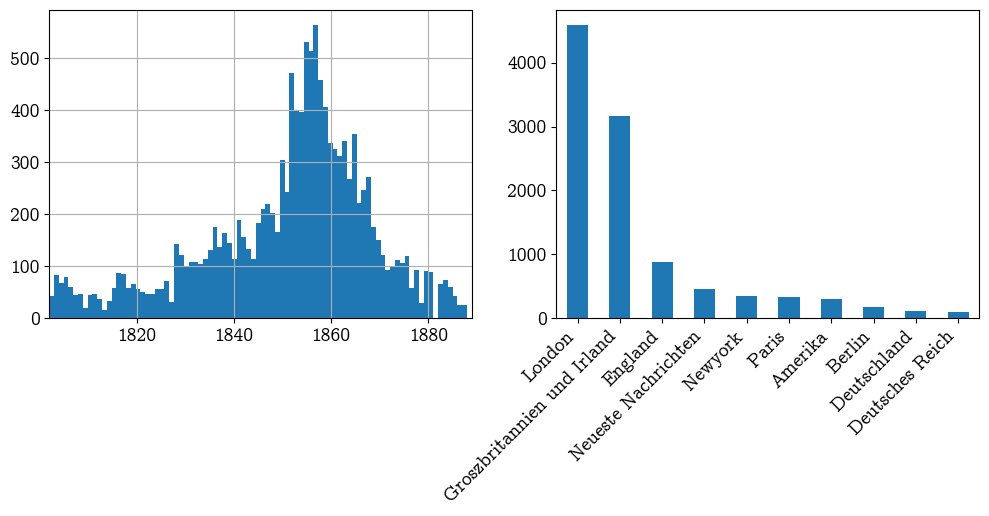 500
400
300
200
100
0
1820 1840 1860 1880
4000
3000
2000
1000
0
London
Groszbritannien und Irland
England
Neueste Nachrichten
Newyork
Paris
Amerika
Berlin
Deutschland
Deutsches Reich